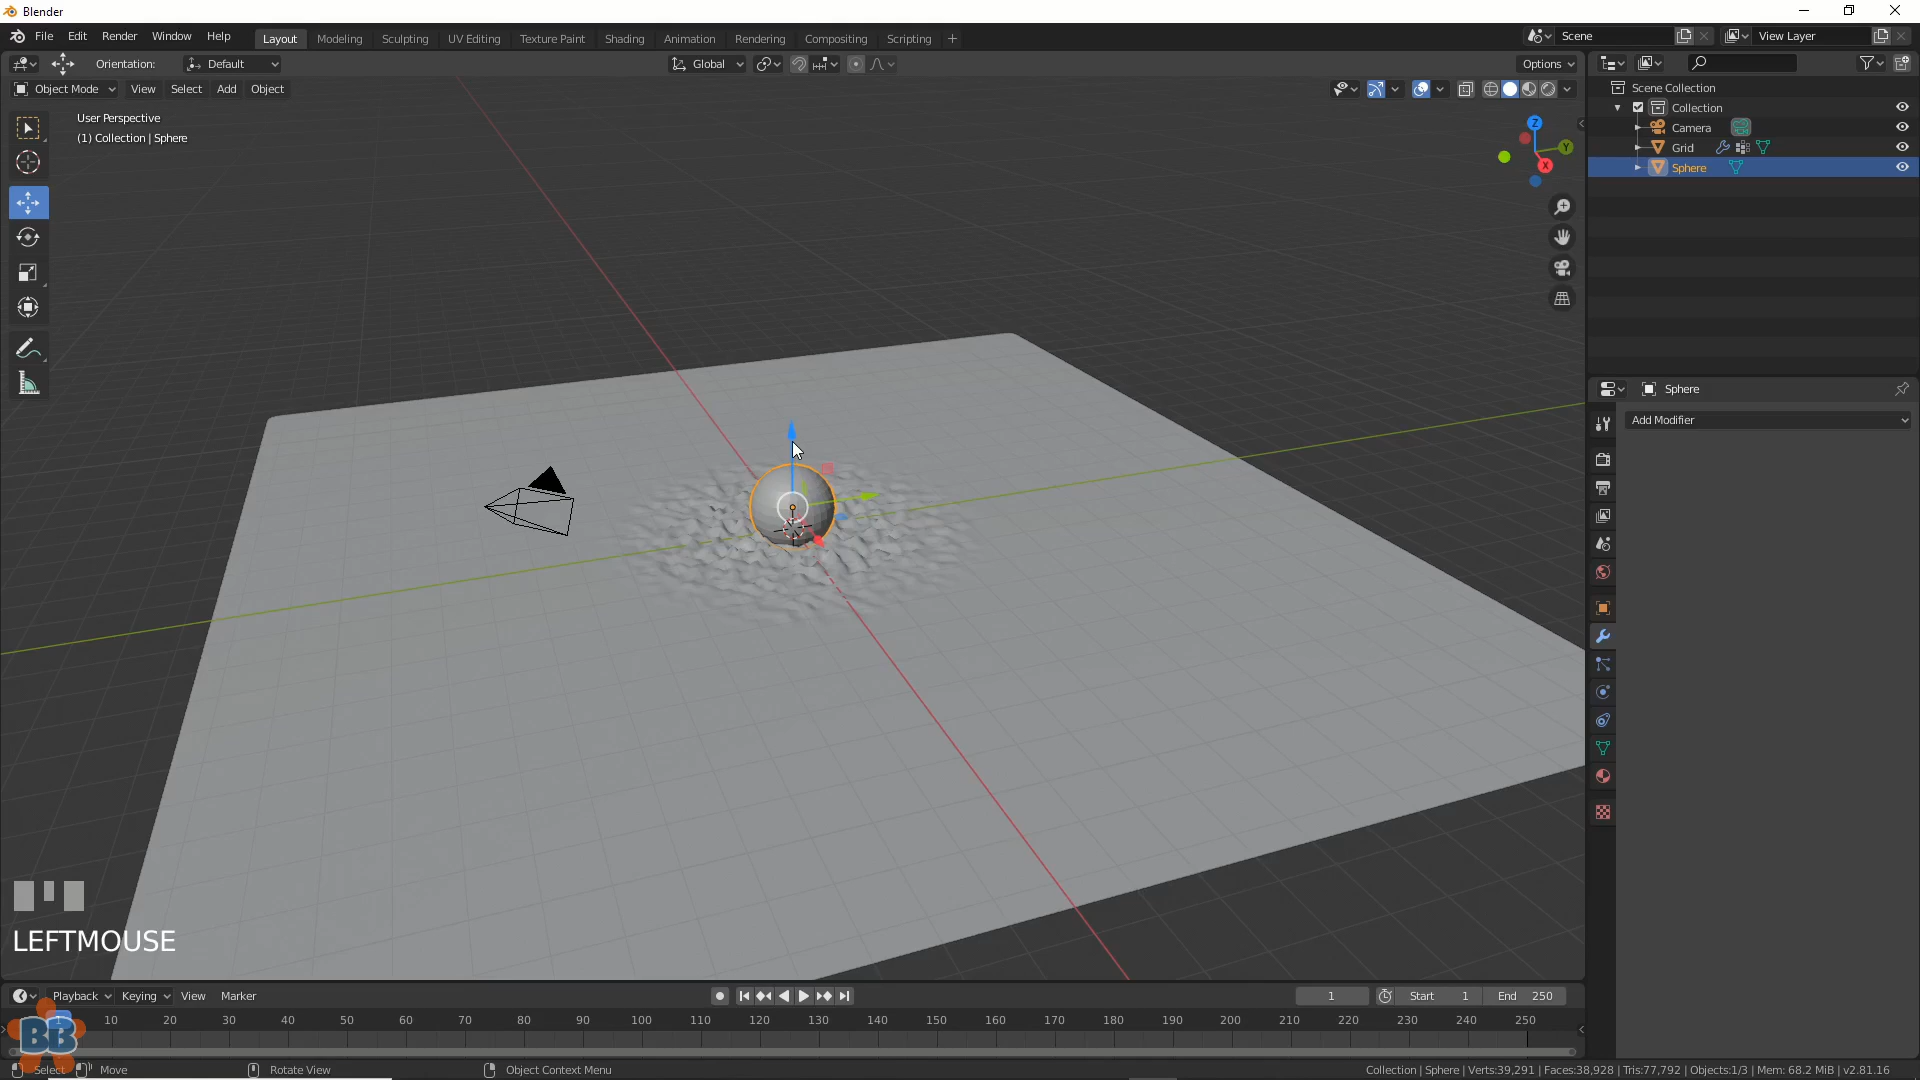 Blender
File Edit Render Window Help Layout Modeling Sculpting UV Editing Texture Paint Shading Animation Rendering Compositing Scripting + Scene View Layer
Orientation: Default Global Options
Object Mode View Select Add Object
User Perspective
(1) Collection | Sphere
Z
Y
X
Scene Collection
Collection
Camera
Grid
Sphere
Sphere
Add Modifier
LEFTMOUSE
Playback Keying View Marker 1 Start 1 End 250
1 10 20 30 40 50 60 70 80 90 100 110 120 130 140 150 160 170 180 190 200 210 220 230 240 250
BB
Select Move Rotate View Object Context Menu Collection | Sphere | Verts:39,291 | Faces:38,928 | Tris:77,792 | Objects:1/3 | Mem: 68.2 MiB | v2.81.16